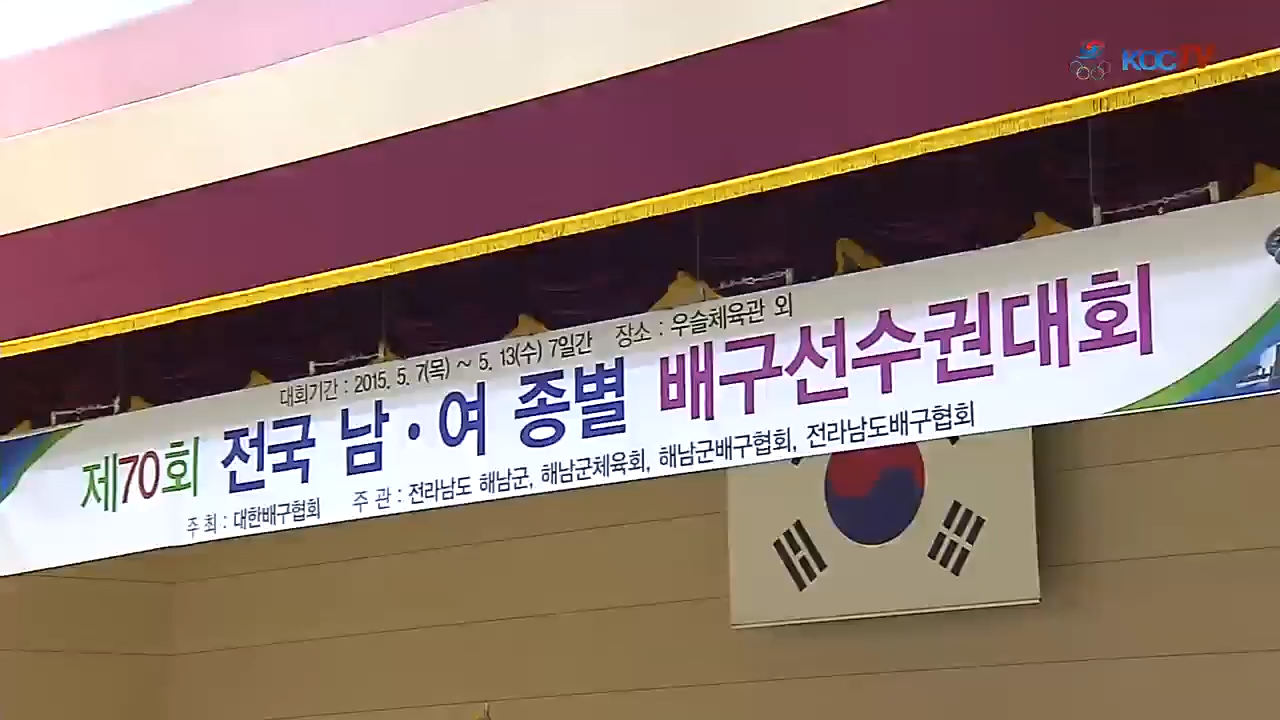 KOC TV
대회기간 : 2015. 5. 7(목) ~ 5. 13(수) 7일간 장소 : 우슬체육관 외
제70회 전국 남·여 종별 배구선수권대회
주 최 : 대한배구협회 주 관 : 전라남도 해남군, 해남군체육회, 해남군배구협회, 전라남도배구협회